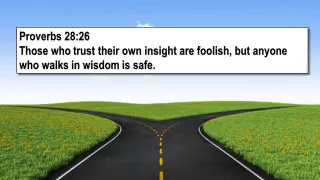 Proverbs 28:26
Those who trust their own insight are foolish, but anyone
who walks in wisdom is safe.